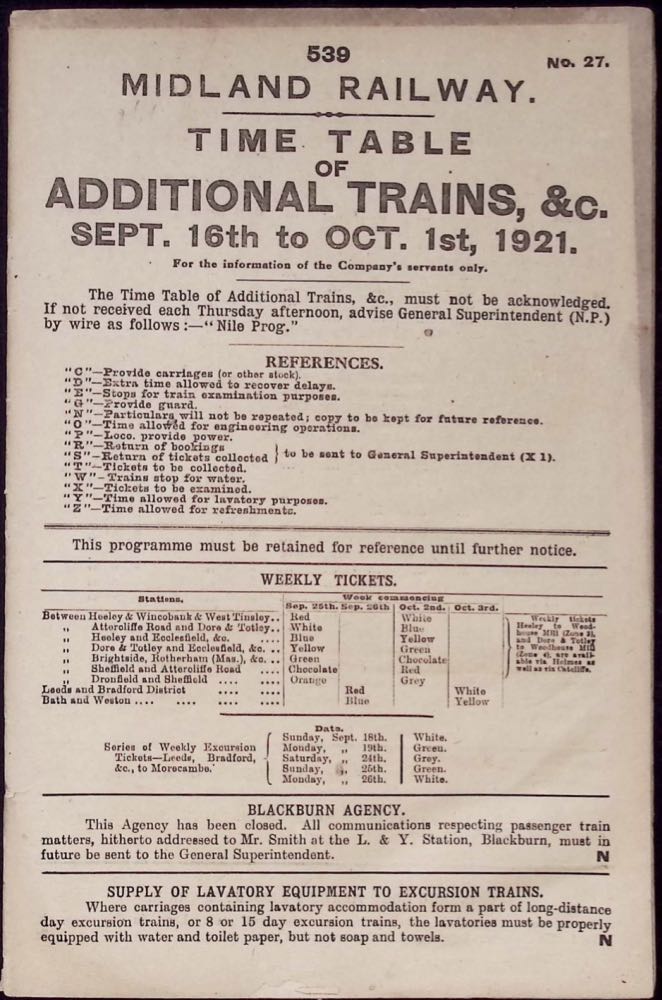 539
No. 27.
MIDLAND RAILWAY.
TIME TABLE
OF
ADDITIONAL TRAINS, &c.
SEPT. 16th to OCT. 1st, 1921.
For the information of the Company's servants only.
The Time Table of Additional Trains, &c., must not be acknowledged.
If not received each Thursday afternoon, advise General Superintendent (N.P.)
by wire as follows :—"Nile Prog."
REFERENCES.
"C"—Provide carriages (or other stock).
"D"—Extra time allowed to recover delays.
"E"—Stops for train examination purposes.
"G"—Provide guard.
"N"—Particulars will not be repeated; copy to be kept for future reference.
"O"—Time allowed for engineering operations.
"P"—Loco. provide power.
"R"—Return of bookings
"S"—Return of tickets collected } to be sent to General Superintendent (X 1).
"T"—Tickets to be collected.
"W"—Trains stop for water.
"X"—Tickets to be examined.
"Y"—Time allowed for lavatory purposes.
"Z"—Time allowed for refreshments.
This programme must be retained for reference until further notice.
WEEKLY TICKETS.
Stations. Week commencing
Sep. 25th. Sep. 26th Oct. 2nd. Oct. 3rd.
Between Heeley & Wincobank & West Tinsley.. Red White
„ Attercliffe Road and Dore & Totley.. White Blue
„ Heeley and Ecclesfield, &c. .... Blue Yellow
„ Dore & Totley and Ecclesfield, &c. .. Yellow Green
„ Brightside, Rotherham (Mas.), &c. .. Green Chocolate
„ Sheffield and Attercliffe Road .... Chocolate Red
„ Dronfield and Sheffield .... .... Orange Grey
Leeds and Bradford District .... .... Red White
Bath and Weston .... .... .... .... Blue Yellow
Weekly tickets
Heeley to Wood-
house Mill (Zone 3),
and Dore & Totley
to Woodhouse Mill
(Zone 4), are avail-
able via Holmes as
well as via Catcliffe.
Date.
Series of Weekly Excursion
Tickets—Leeds, Bradford,
&c., to Morecambe.
Sunday, Sept. 18th. White.
Monday, „ 19th. Green.
Saturday, „ 24th. Grey.
Sunday, „ 25th. Green.
Monday, „ 26th. White.
BLACKBURN AGENCY.
This Agency has been closed. All communications respecting passenger train
matters, hitherto addressed to Mr. Smith at the L. & Y. Station, Blackburn, must in
future be sent to the General Superintendent. N
SUPPLY OF LAVATORY EQUIPMENT TO EXCURSION TRAINS.
Where carriages containing lavatory accommodation form a part of long-distance
day excursion trains, or 8 or 15 day excursion trains, the lavatories must be properly
equipped with water and toilet paper, but not soap and towels. N